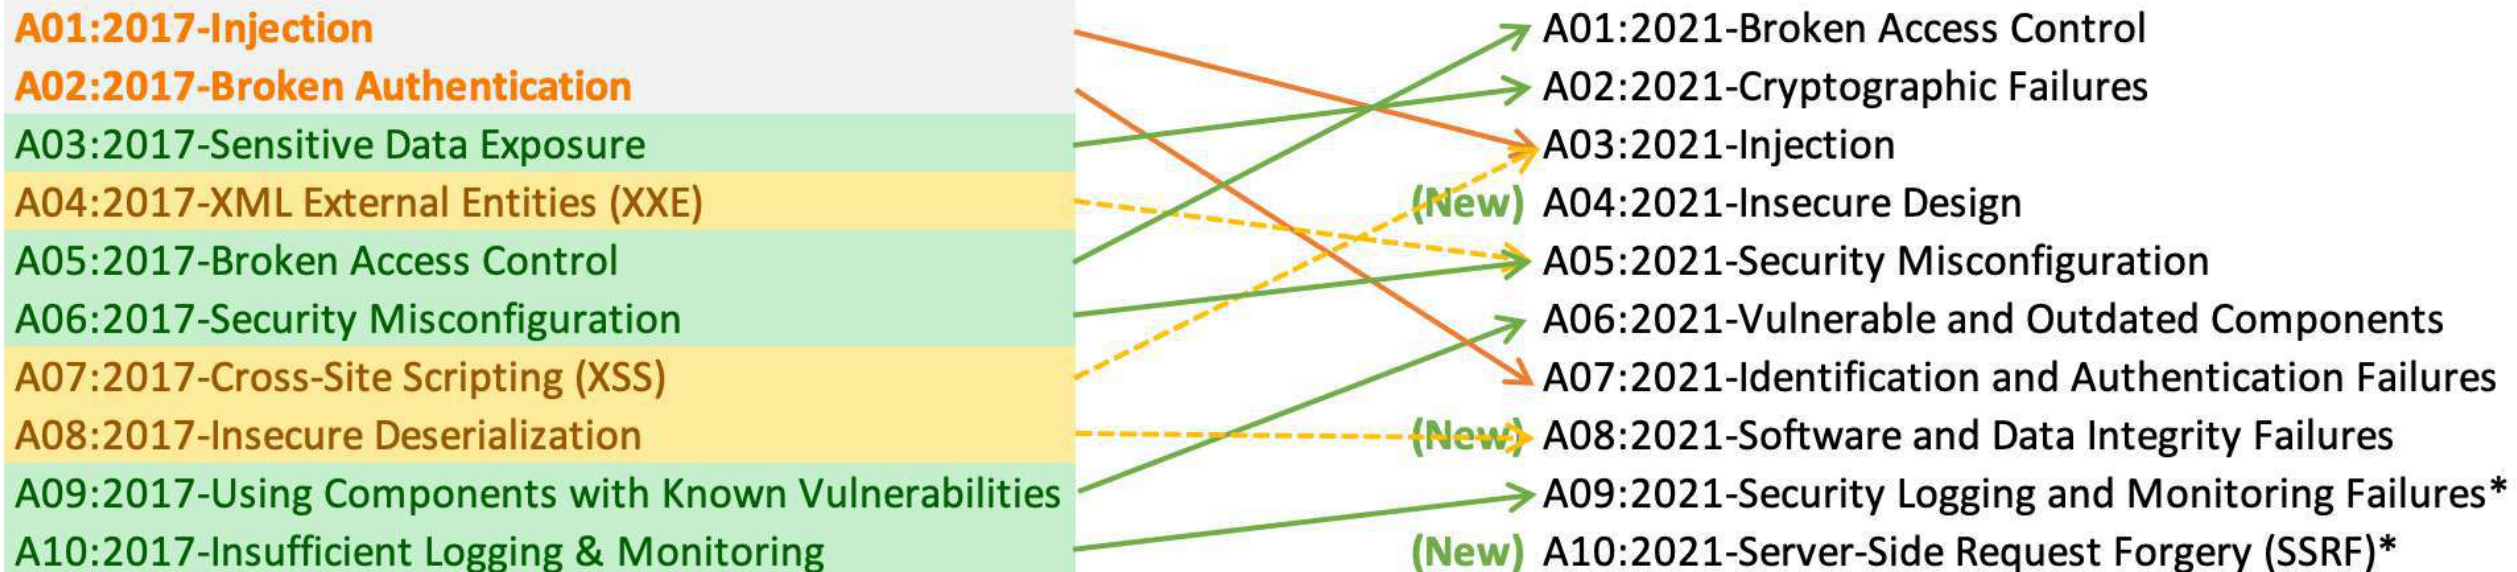 A01:2017-Injection
A02:2017-Broken Authentication
A03:2017-Sensitive Data Exposure
A04:2017-XML External Entities (XXE)
A05:2017-Broken Access Control
A06:2017-Security Misconfiguration
A07:2017-Cross-Site Scripting (XSS)
A08:2017-Insecure Deserialization
A09:2017-Using Components with Known Vulnerabilities
A10:2017-Insufficient Logging & Monitoring
A01:2021-Broken Access Control
A02:2021-Cryptographic Failures
A03:2021-Injection
(New) A04:2021-Insecure Design
A05:2021-Security Misconfiguration
A06:2021-Vulnerable and Outdated Components
A07:2021-Identification and Authentication Failures
(New) A08:2021-Software and Data Integrity Failures
A09:2021-Security Logging and Monitoring Failures*
(New) A10:2021-Server-Side Request Forgery (SSRF)*